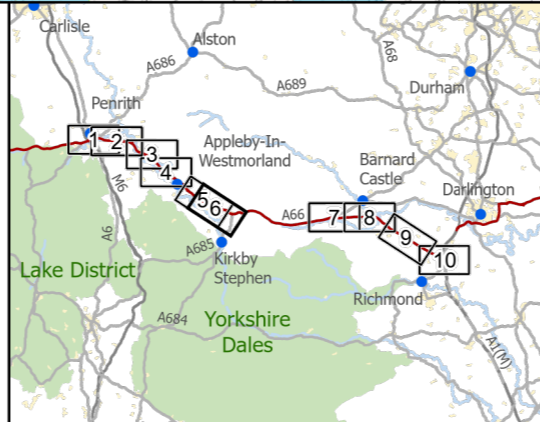 Carlisle
Alston
A686
A68
A689
Durham
Penrith
1
2
3
4
Appleby-In-
Westmorland
Barnard
Castle
Darlington
5
6
M6
A66
7
8
9
10
A6
A685
Kirkby
Stephen
Lake District
Richmond
A684
Yorkshire
Dales
A1(M)